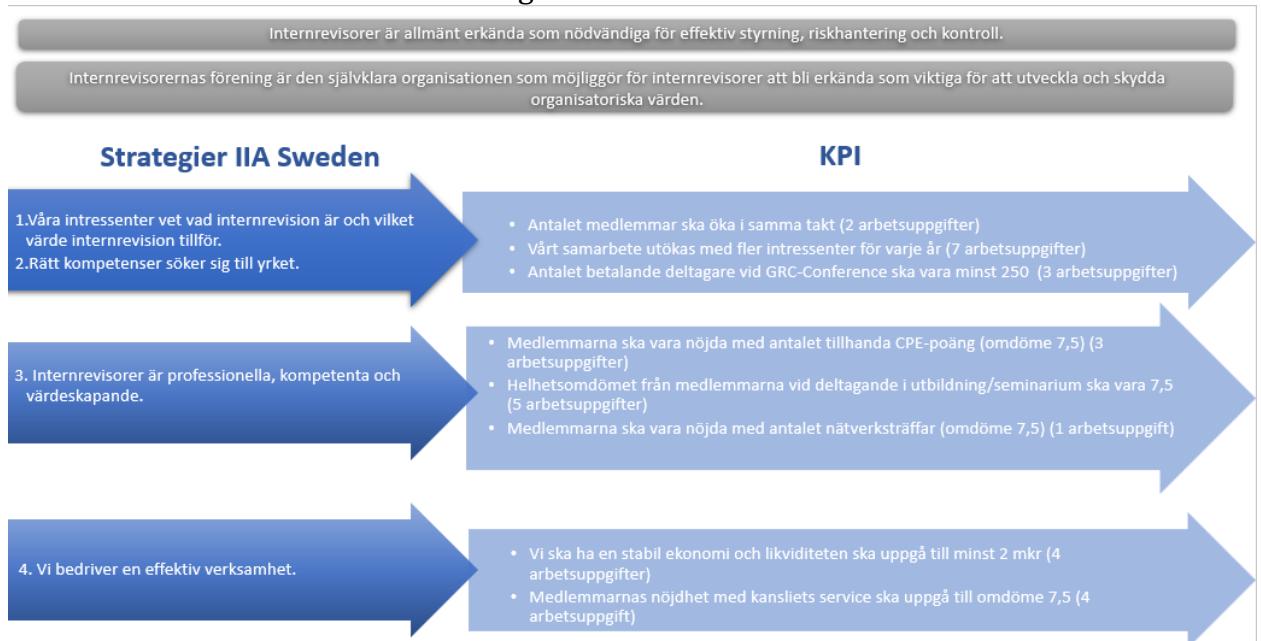 Internrevisorer är allmänt erkända som nödvändiga för effektiv styrning, riskhantering och kontroll.
Internrevisorernas förening är den självklara organisationen som möjliggör för internrevisorer att bli erkända som viktiga för att utveckla och skydda
organisatoriska värden.
Strategier IIA Sweden
KPI
1.Våra intressenter vet vad internrevision är och vilket
värde internrevision tillför.
2.Rätt kompetenser söker sig till yrket.
• Antalet medlemmar ska öka i samma takt (2 arbetsuppgifter)
• Vårt samarbete utökas med fler intressenter för varje år (7 arbetsuppgifter)
• Antalet betalande deltagare vid GRC-Conference ska vara minst 250 (3 arbetsuppgifter)
3. Internrevisorer är professionella, kompetenta och
värdeskapande.
• Medlemmarna ska vara nöjda med antalet tillhanda CPE-poäng (omdöme 7,5) (3
arbetsuppgifter)
• Helhetsomdömet från medlemmarna vid deltagande i utbildning/seminarium ska vara 7,5
(5 arbetsuppgifter)
• Medlemmarna ska vara nöjda med antalet nätverksträffar (omdöme 7,5) (1 arbetsuppgift)
4. Vi bedriver en effektiv verksamhet.
• Vi ska ha en stabil ekonomi och likviditeten ska uppgå till minst 2 mkr (4
arbetsuppgifter)
• Medlemmarnas nöjdhet med kansliets service ska uppgå till omdöme 7,5 (4
arbetsuppgift)